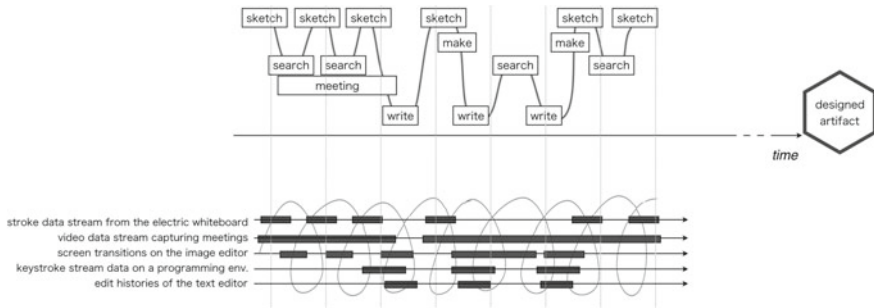 sketch sketch sketch sketch sketch sketch
make make
search search search search
meeting
write write write
designed
artifact
time
stroke data stream from the electric whiteboard
video data stream capturing meetings
screen transitions on the image editor
keystroke stream data on a programming env.
edit histories of the text editor